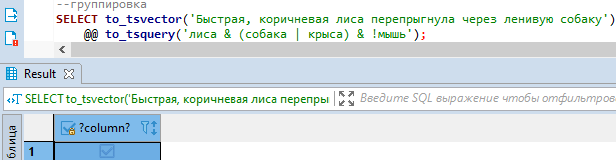 --группировка
SELECT to_tsvector('Быстрая, коричневая лиса перепрыгнула через ленивую собаку')
@@ to_tsquery('лиса & (собака | крыса) & !мышь');
Result
SELECT to_tsvector('Быстрая, коричневая лиса перепры
Введите SQL выражение чтобы отфильтров
?column?
1